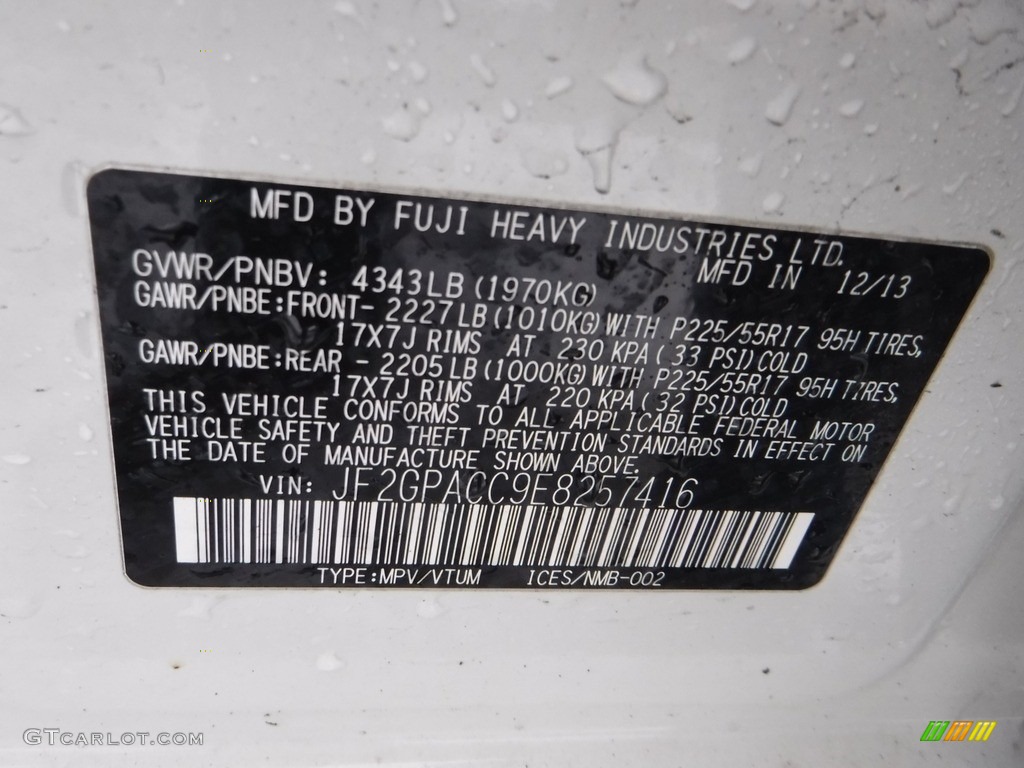 MFD BY FUJI HEAVY INDUSTRIES LTD.
GVWR/PNBV: 4343LB (1970KG) MFD IN 12/13
GAWR/PNBE:FRONT- 2227LB(1010KG)WITH P225/55R17 95H TIRES,
17X7J RIMS AT 230 KPA( 33 PSI)COLD
GAWR/PNBE:REAR - 2205LB(1000KG)WITH P225/55R17 95H TIRES,
17X7J RIMS AT 220 KPA( 32 PSI)COLD
THIS VEHICLE CONFORMS TO ALL APPLICABLE FEDERAL MOTOR
VEHICLE SAFETY AND THEFT PREVENTION STANDARDS IN EFFECT ON
THE DATE OF MANUFACTURE SHOWN ABOVE.
VIN: JF2GPACC9E8257416
TYPE:MPV/VTUM ICES/NMB-002
GTCARLOT.COM